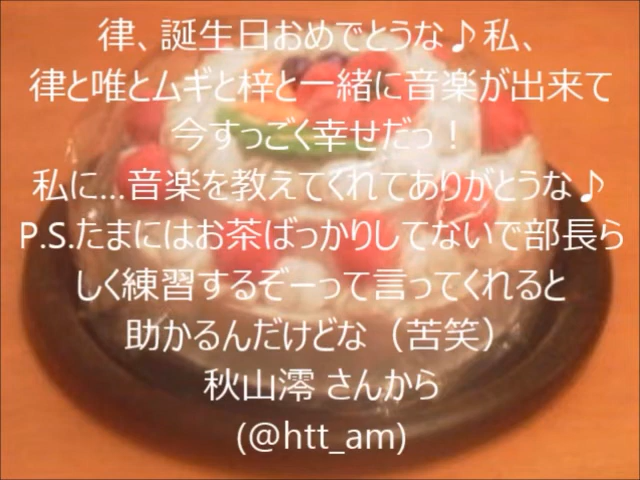 律、誕生日おめでとうな♪私、
律と唯とムギと梓と一緒に音楽が出来て
今すっごく幸せだっ！
私に...音楽を教えてくれてありがとうな♪
P.S.たまにはお茶ばっかりしてないで部長ら
しく練習するぞーって言ってくれると
助かるんだけどな（苦笑）
秋山澪 さんから
(@htt_am)